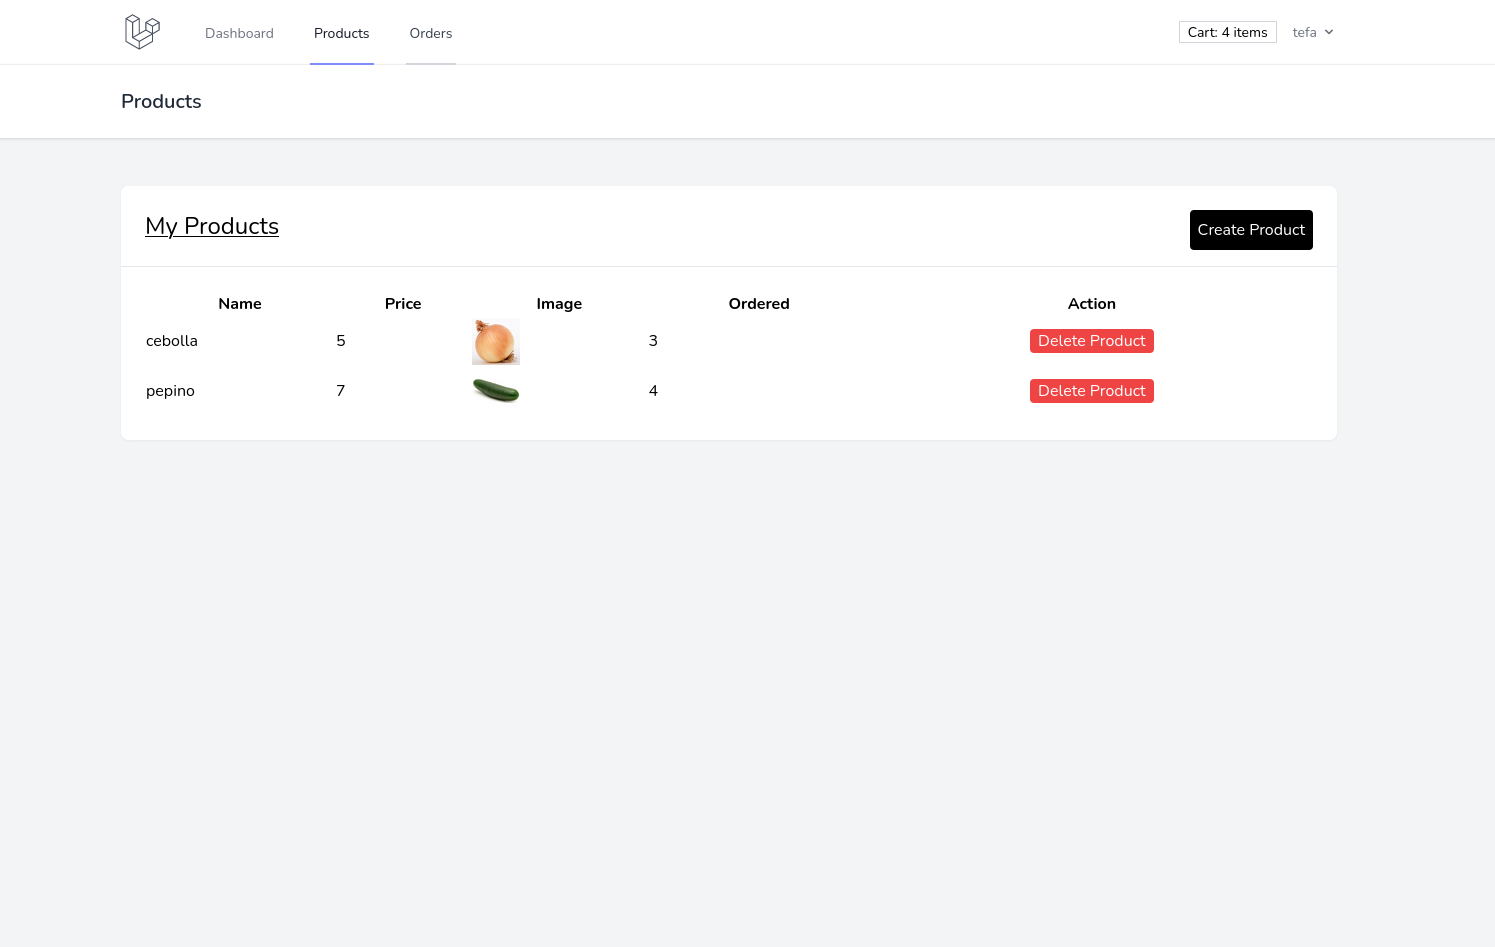 Dashboard Products Orders Cart: 4 items tefa
Products
My Products Create Product
Name Price Image Ordered Action
cebolla 5 3 Delete Product
pepino 7 4 Delete Product